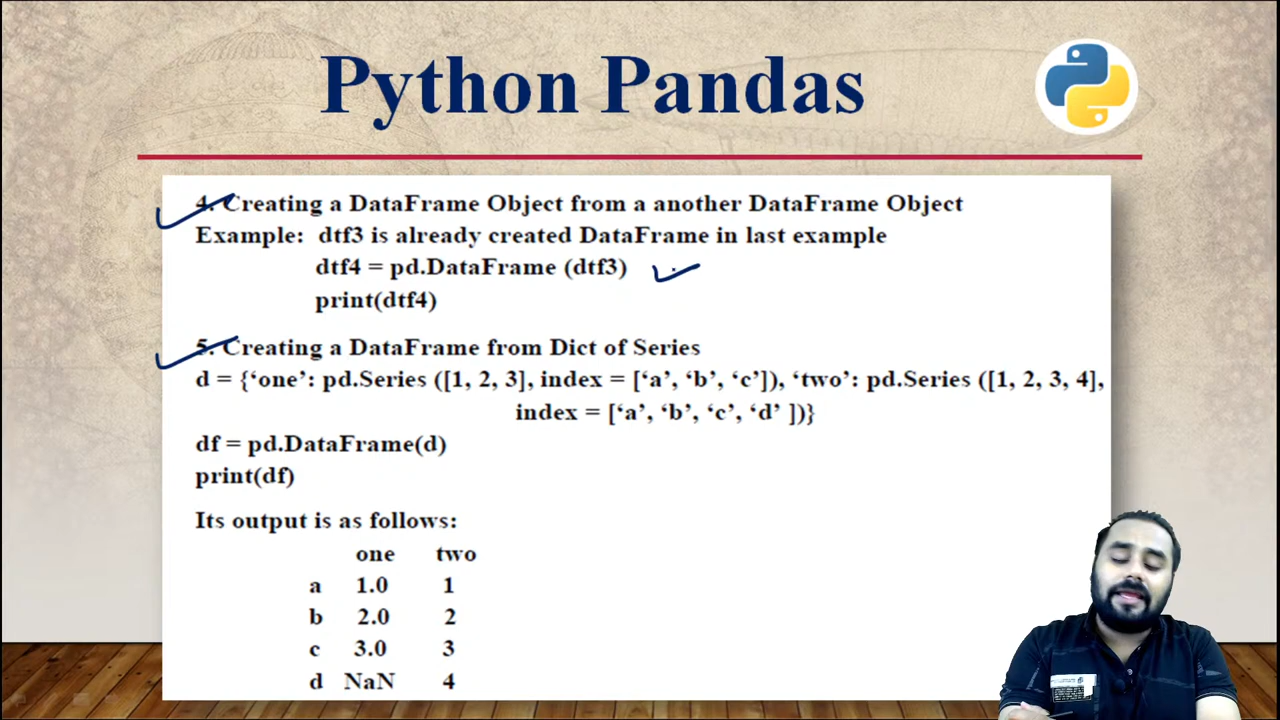 Python Pandas
4. Creating a DataFrame Object from a another DataFrame Object
Example: dtf3 is already created DataFrame in last example
dtf4 = pd.DataFrame (dtf3)
print(dtf4)
5. Creating a DataFrame from Dict of Series
d = {‘one’: pd.Series ([1, 2, 3], index = [‘a’, ‘b’, ‘c’]), ‘two’: pd.Series ([1, 2, 3, 4],
index = [‘a’, ‘b’, ‘c’, ‘d’ ])}
df = pd.DataFrame(d)
print(df)
Its output is as follows:
one two
a 1.0 1
b 2.0 2
c 3.0 3
d NaN 4